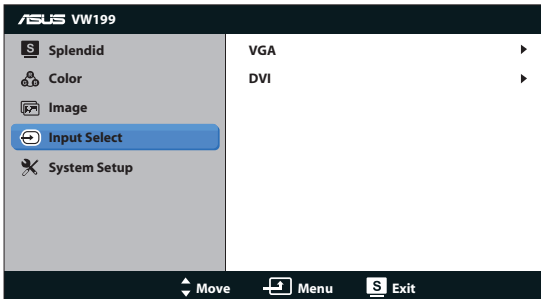 ASUS VW199
S Splendid
Color
Image
Input Select
System Setup
VGA
DVI
Move Menu S Exit